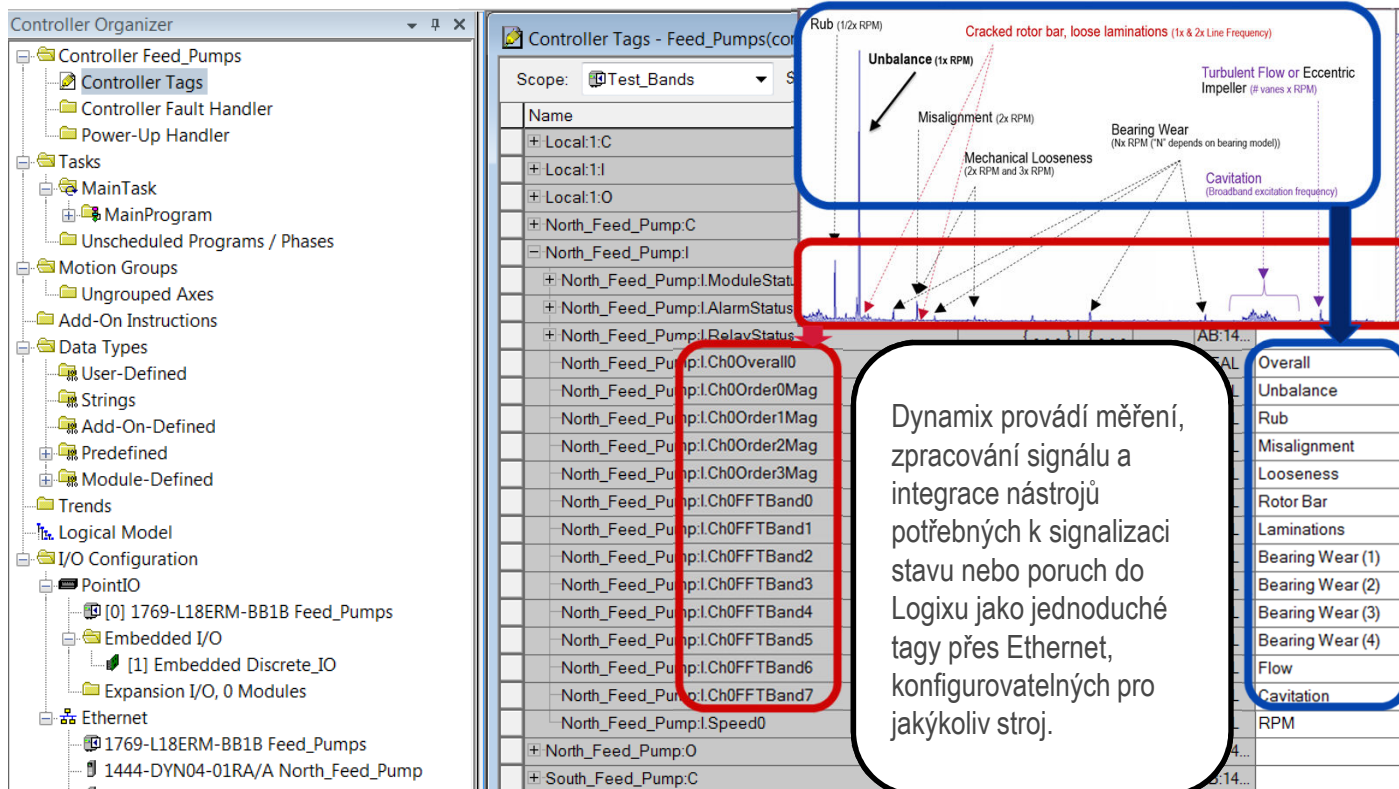 Controller Organizer
Controller Feed_Pumps
Controller Tags
Controller Fault Handler
Power-Up Handler
Tasks
MainTask
MainProgram
Unscheduled Programs / Phases
Motion Groups
Ungrouped Axes
Add-On Instructions
Data Types
User-Defined
Strings
Add-On-Defined
Predefined
Module-Defined
Trends
Logical Model
I/O Configuration
PointIO
[0] 1769-L18ERM-BB1B Feed_Pumps
Embedded I/O
[1] Embedded Discrete_IO
Expansion I/O, 0 Modules
Ethernet
1769-L18ERM-BB1B Feed_Pumps
1444-DYN04-01RA/A North_Feed_Pump
Controller Tags - Feed_Pumps(con
Scope: Test_Bands
Name
Local:1:C
Local:1:I
Local:1:O
North_Feed_Pump:C
North_Feed_Pump:I
North_Feed_Pump:I.ModuleStatu
North_Feed_Pump:I.AlarmStatus
North_Feed_Pump:I.RelayStatus {...} {... AB:14...
North_Feed_Pump:I.Ch0Overall0
North_Feed_Pump:I.Ch0Order0Mag
North_Feed_Pump:I.Ch0Order1Mag
North_Feed_Pump:I.Ch0Order2Mag
North_Feed_Pump:I.Ch0Order3Mag
North_Feed_Pump:I.Ch0FFTBand0
North_Feed_Pump:I.Ch0FFTBand1
North_Feed_Pump:I.Ch0FFTBand2
North_Feed_Pump:I.Ch0FFTBand3
North_Feed_Pump:I.Ch0FFTBand4
North_Feed_Pump:I.Ch0FFTBand5
North_Feed_Pump:I.Ch0FFTBand6
North_Feed_Pump:I.Ch0FFTBand7
North_Feed_Pump:I.Speed0
North_Feed_Pump:O
South_Feed_Pump:C
Rub (1/2x RPM)
Cracked rotor bar, loose laminations (1x & 2x Line Frequency)
Unbalance (1x RPM)
Turbulent Flow or Eccentric
Impeller (# vanes x RPM)
Misalignment (2x RPM)
Bearing Wear
(Nx RPM ("N" depends on bearing model))
Mechanical Looseness
(2x RPM and 3x RPM)
Cavitation
(Broadband excitation frequency)
Dynamix provádí měření,
zpracování signálu a
integrace nástrojů
potřebných k signalizaci
stavu nebo poruch do
Logixu jako jednoduché
tagy přes Ethernet,
konfigurovatelných pro
jakýkoliv stroj.
Overall
Unbalance
Rub
Misalignment
Looseness
Rotor Bar
Laminations
Bearing Wear (1)
Bearing Wear (2)
Bearing Wear (3)
Bearing Wear (4)
Flow
Cavitation
RPM